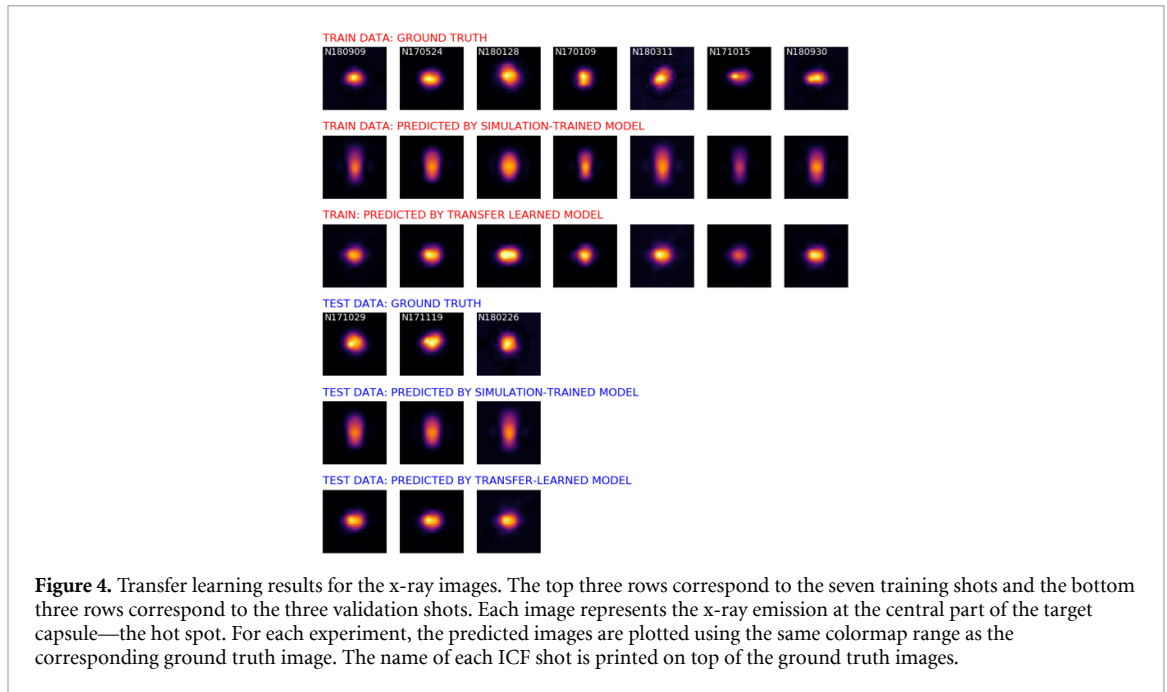 TRAIN DATA: GROUND TRUTH
N180909 N170524 N180128 N170109 N180311 N171015 N180930
TRAIN DATA: PREDICTED BY SIMULATION-TRAINED MODEL
TRAIN: PREDICTED BY TRANSFER LEARNED MODEL
TEST DATA: GROUND TRUTH
N171029 N171119 N180226
TEST DATA: PREDICTED BY SIMULATION-TRAINED MODEL
TEST DATA: PREDICTED BY TRANSFER-LEARNED MODEL
Figure 4. Transfer learning results for the x-ray images. The top three rows correspond to the seven training shots and the bottom
three rows correspond to the three validation shots. Each image represents the x-ray emission at the central part of the target
capsule—the hot spot. For each experiment, the predicted images are plotted using the same colormap range as the
corresponding ground truth image. The name of each ICF shot is printed on top of the ground truth images.